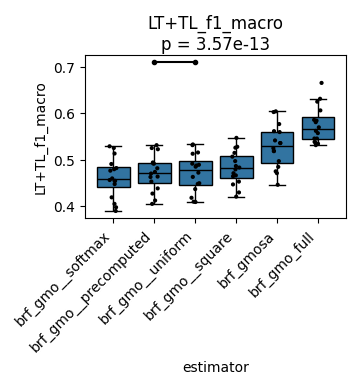 LT+TL_f1_macro
p = 3.57e-13
LT+TL_f1_macro
0.7
0.6
0.5
0.4
brf_gmo__softmax
brf_gmo__precomputed
brf_gmo__uniform
brf_gmo__square
brf_gmosa
brf_gmo_full
estimator